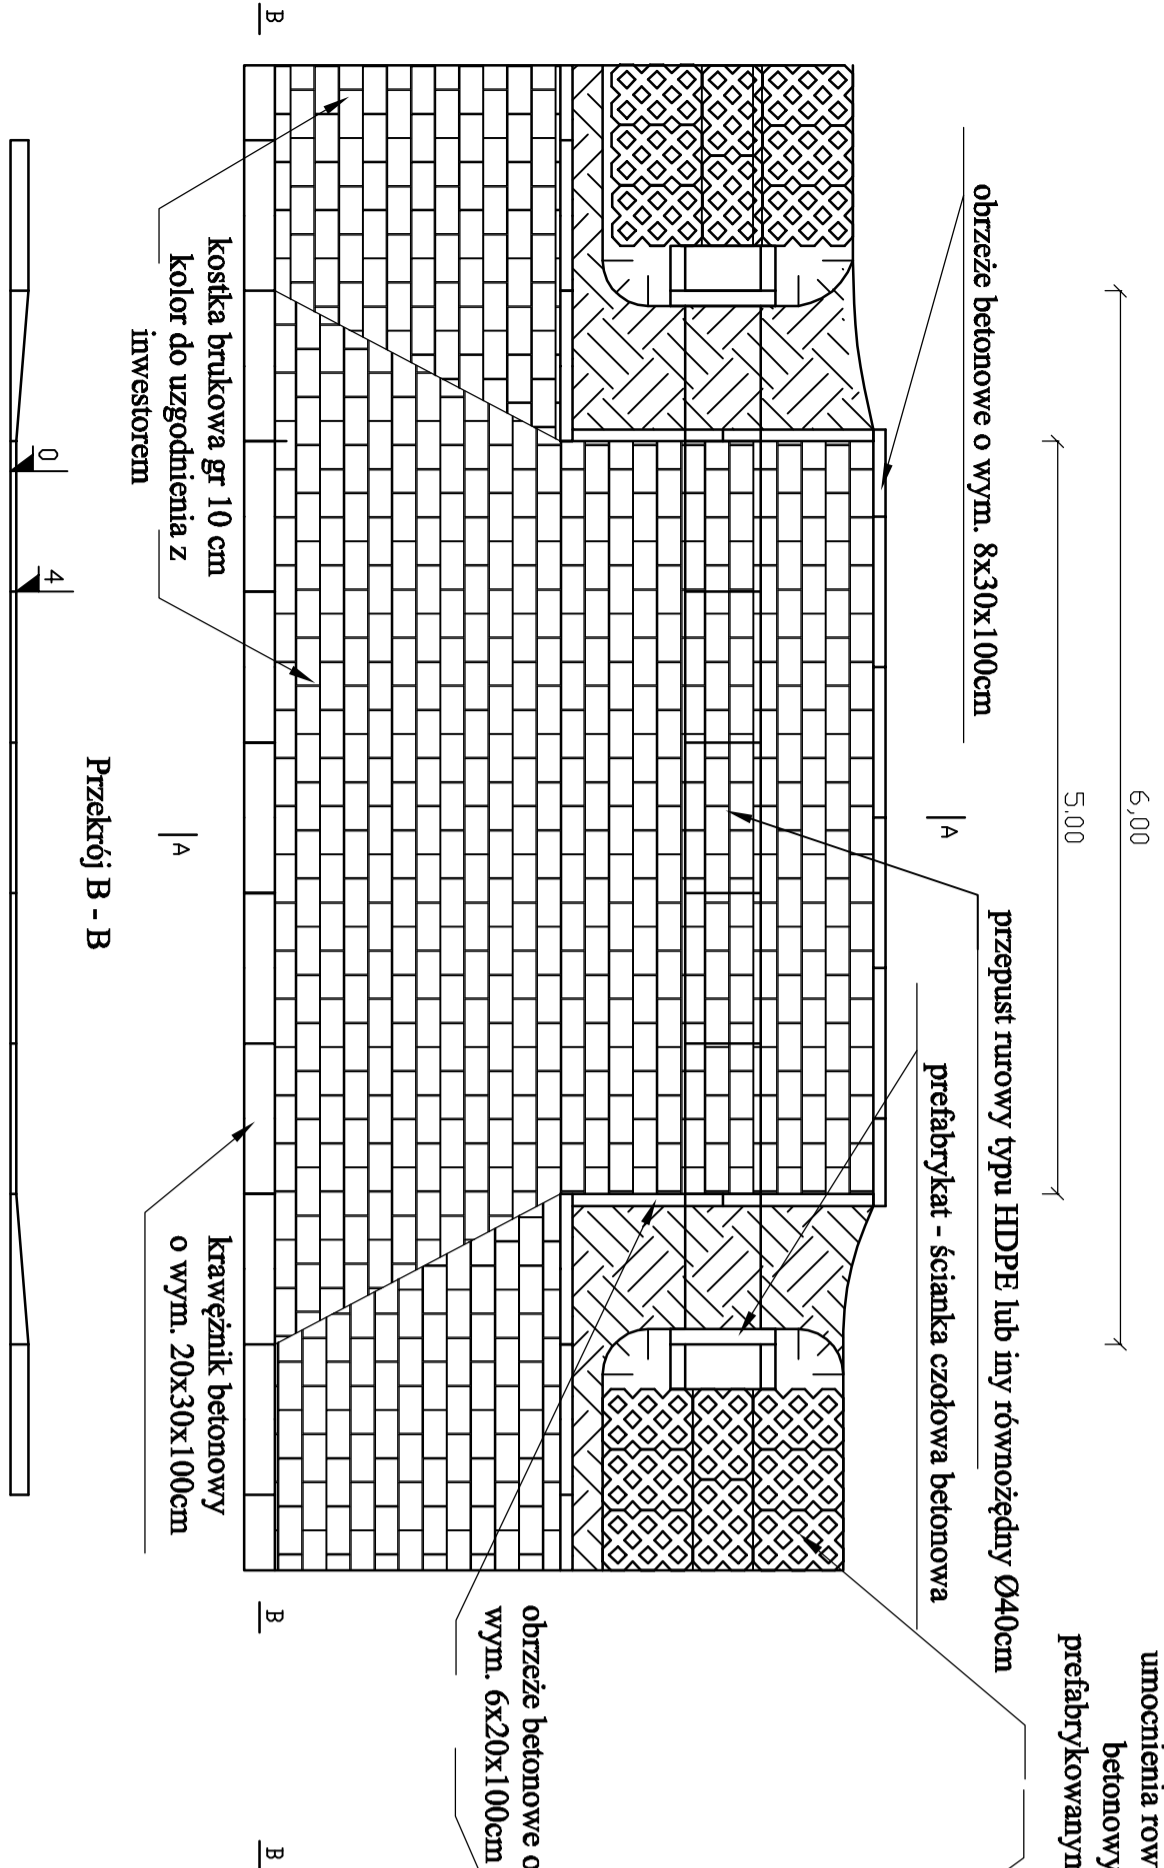 umocnienia row
betonowy
prefabrykowanym
6,00
5.00
obrzeże betonowe o wym. 8x30x100cm
A
przepust rurowy typu HDPE lub iny równożędny Ø40cm
prefabrykat - ścianka czołowa betonowa
obrzeże betonowe o
wym. 6x20x100cm
B
B
B
kostka brukowa gr 10 cm
kolor do uzgodnienia z
inwestorem
A
krawężnik betonowy
o wym. 20x30x100cm
Przekrój B - B
0
4